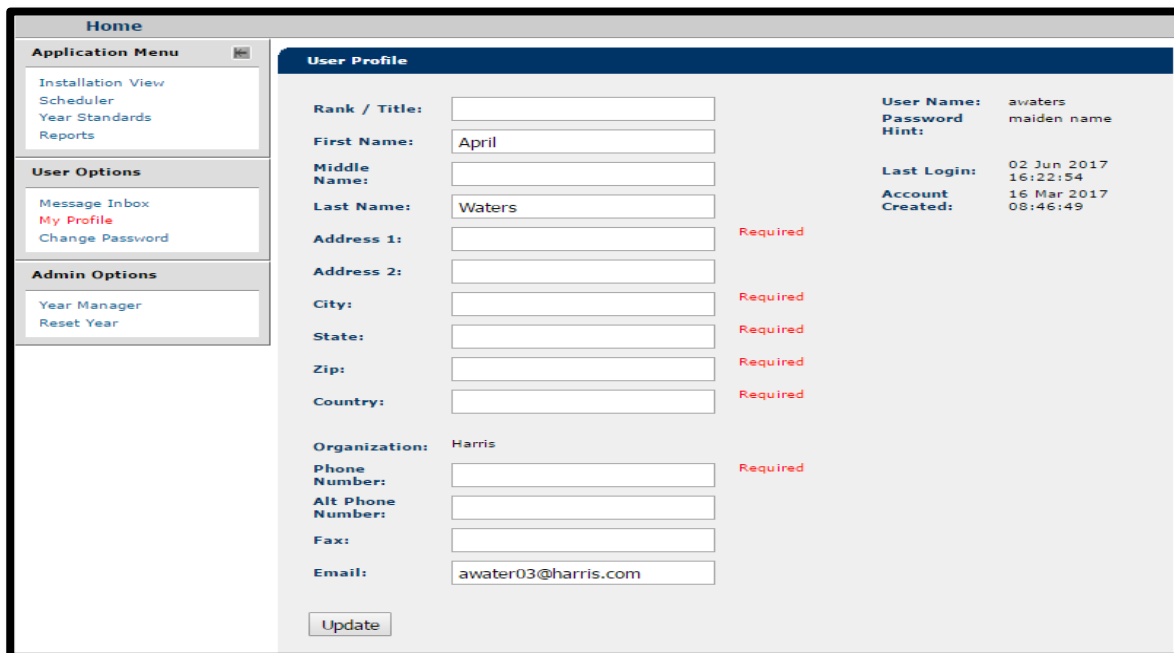 Home
Application Menu
Installation View
Scheduler
Year Standards
Reports
User Options
Message Inbox
My Profile
Change Password
Admin Options
Year Manager
Reset Year
User Profile
Rank / Title:
First Name: April
Middle
Name:
Last Name: Waters
Address 1: Required
Address 2:
City: Required
State: Required
Zip: Required
Country: Required
Organization: Harris
Phone
Number: Required
Alt Phone
Number:
Fax:
Email: awater03@harris.com
Update
User Name: awaters
Password
Hint: maiden name
Last Login: 02 Jun 2017
16:22:54
Account
Created: 16 Mar 2017
08:46:49